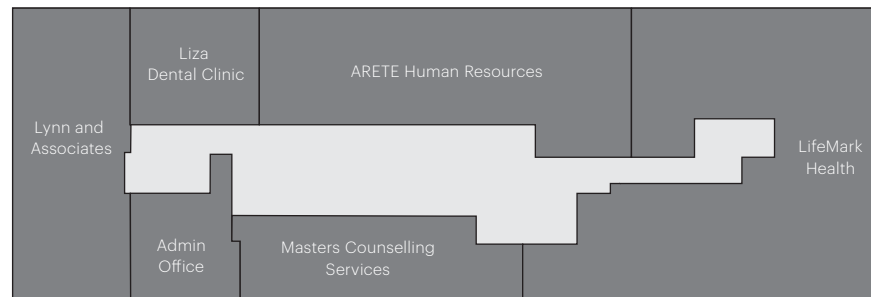 Liza
Dental Clinic
ARETE Human Resources
Lynn and
Associates
LifeMark
Health
Admin
Office
Masters Counselling
Services